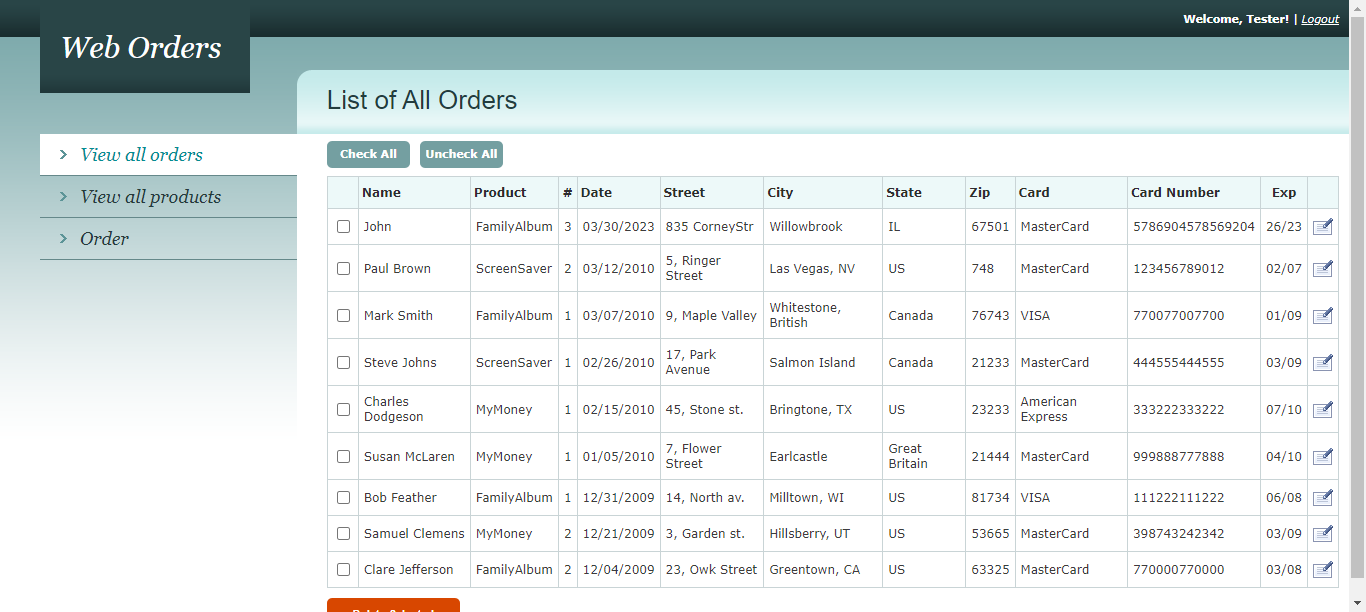 Welcome, Tester! | Logout
Web Orders
List of All Orders
View all orders
View all products
Order
Check All Uncheck All
Name Product # Date Street City State Zip Card Card Number Exp
John FamilyAlbum 3 03/30/2023 835 CorneyStr Willowbrook IL 67501 MasterCard 5786904578569204 26/23
Paul Brown ScreenSaver 2 03/12/2010 5, Ringer Street Las Vegas, NV US 748 MasterCard 123456789012 02/07
Mark Smith FamilyAlbum 1 03/07/2010 9, Maple Valley Whitestone, British Canada 76743 VISA 770077007700 01/09
Steve Johns ScreenSaver 1 02/26/2010 17, Park Avenue Salmon Island Canada 21233 MasterCard 444555444555 03/09
Charles Dodgeson MyMoney 1 02/15/2010 45, Stone st. Bringtone, TX US 23233 American Express 333222333222 07/10
Susan McLaren MyMoney 1 01/05/2010 7, Flower Street Earlcastle Great Britain 21444 MasterCard 999888777888 04/10
Bob Feather FamilyAlbum 1 12/31/2009 14, North av. Milltown, WI US 81734 VISA 111222111222 06/08
Samuel Clemens MyMoney 2 12/21/2009 3, Garden st. Hillsberry, UT US 53665 MasterCard 398743242342 03/09
Clare Jefferson FamilyAlbum 2 12/04/2009 23, Owk Street Greentown, CA US 63325 MasterCard 770000770000 03/08